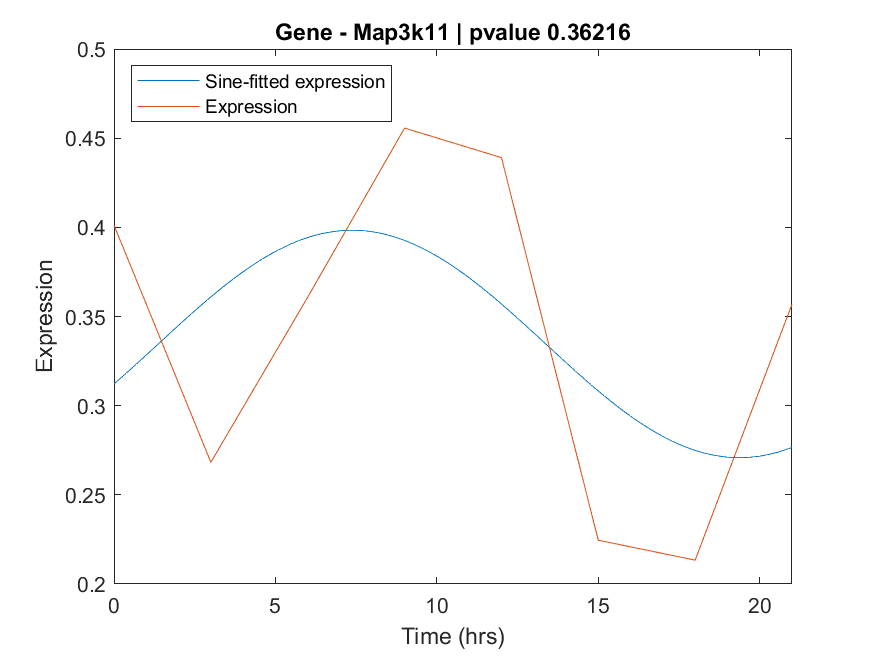 Gene - Map3k11 | pvalue 0.36216
Sine-fitted expression
Expression
0.5
0.45
0.4
0.35
0.3
0.25
0.2
Expression
0
5
10
15
20
Time (hrs)